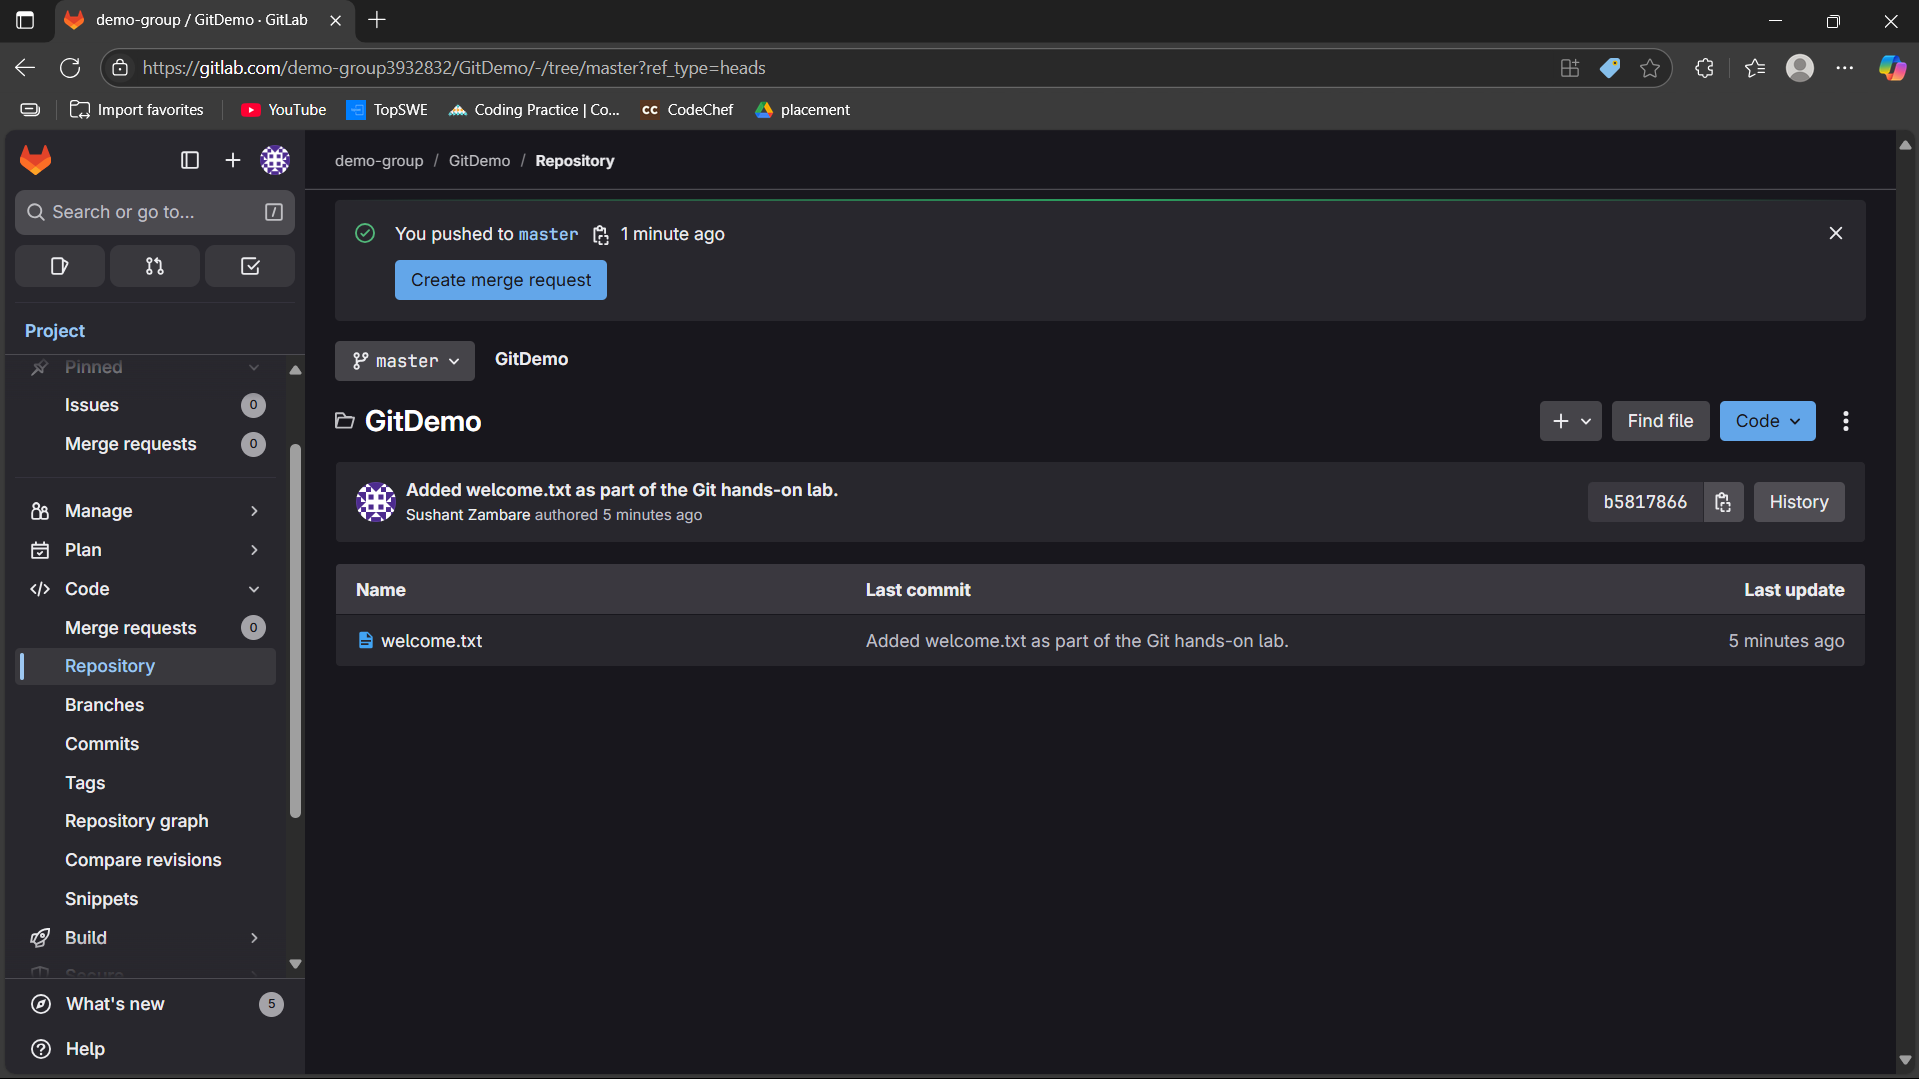 demo-group / GitDemo · GitLab
https://gitlab.com/demo-group3932832/GitDemo/-/tree/master?ref_type=heads
Import favorites
YouTube
TopSWE
Coding Practice | Co...
CC CodeChef
placement
Search or go to...
/
Project
Pinned
Issues 0
Merge requests 0
Manage
Plan
Code
Merge requests 0
Repository
Branches
Commits
Tags
Repository graph
Compare revisions
Snippets
Build
Secure
What's new 5
Help
demo-group / GitDemo / Repository
You pushed to master 1 minute ago
Create merge request
master
GitDemo
GitDemo
Find file
Code
Added welcome.txt as part of the Git hands-on lab.
Sushant Zambare authored 5 minutes ago
b5817866
History
Name Last commit Last update
welcome.txt Added welcome.txt as part of the Git hands-on lab. 5 minutes ago